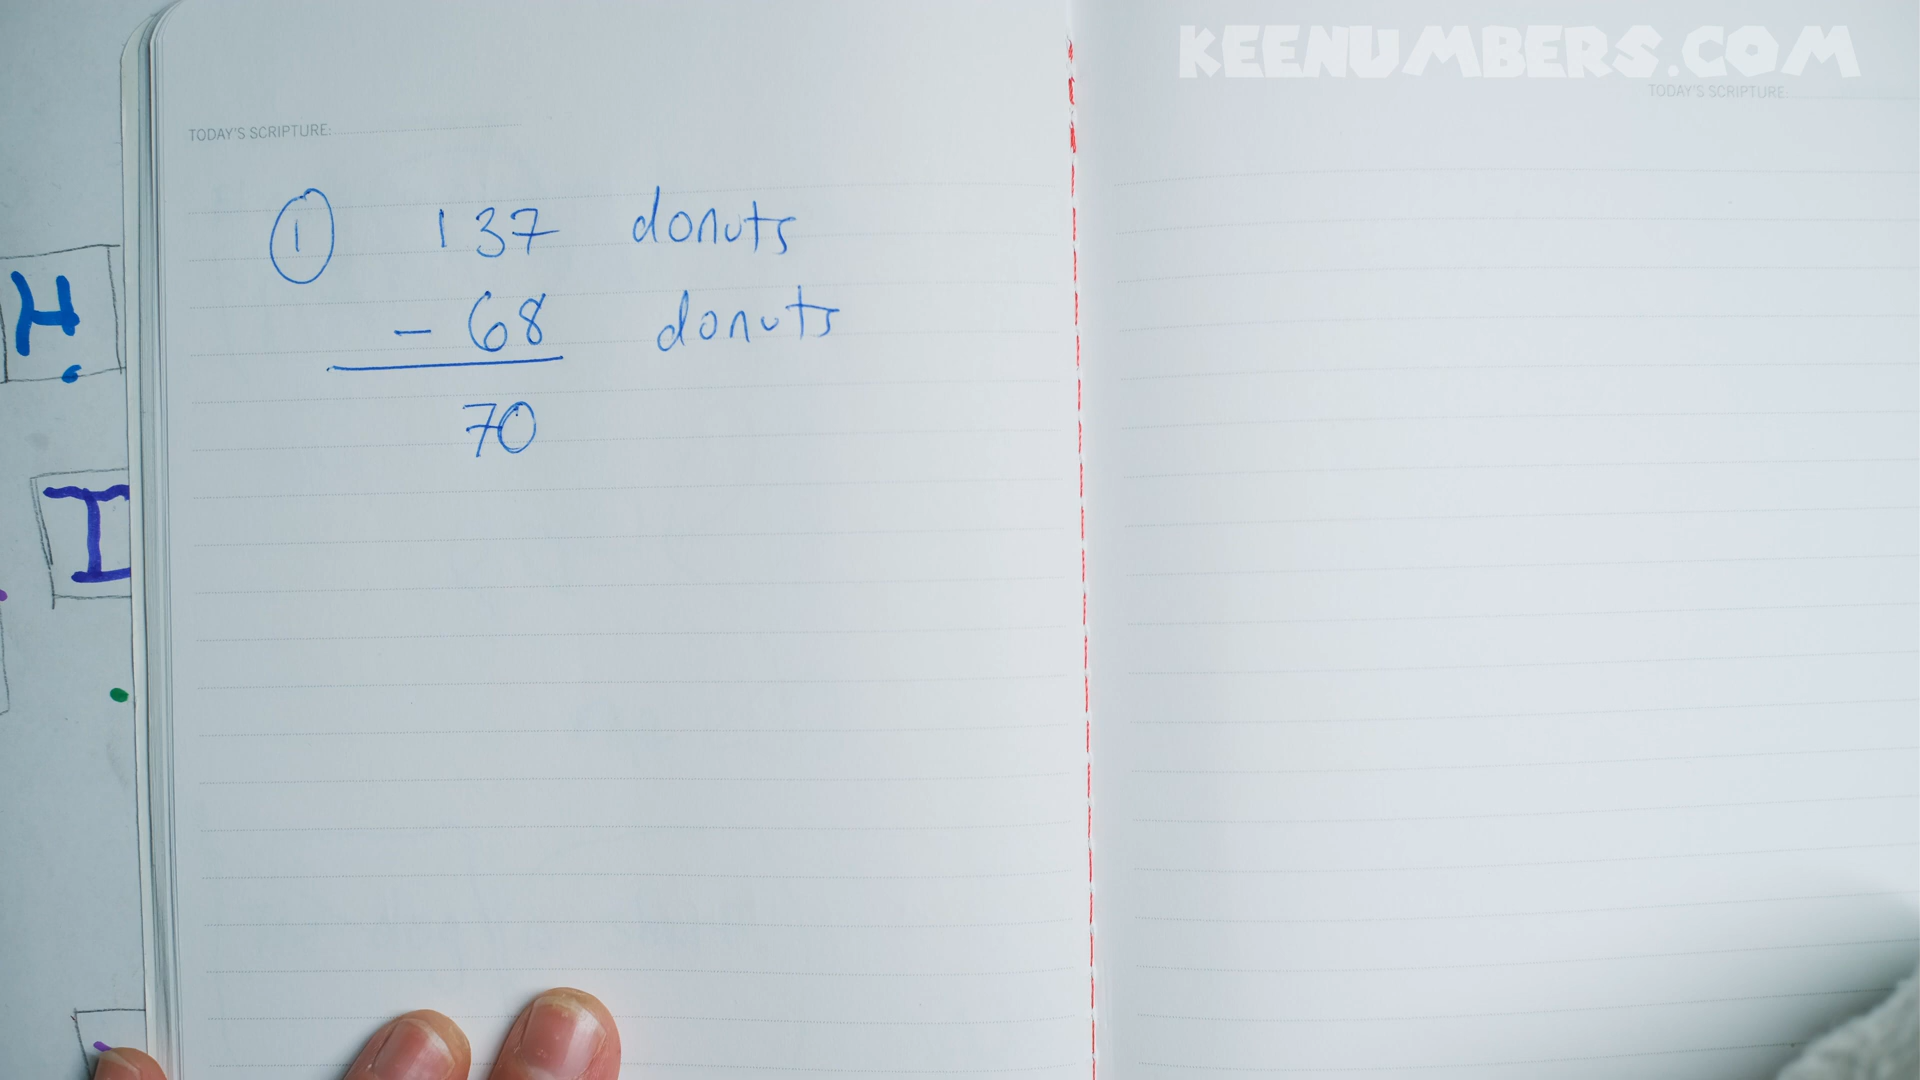 KEENUMBERS.COM
TODAY'S SCRIPTURE:
TODAY'S SCRIPTURE
① 137 donuts
- 68 donuts
70
H
I